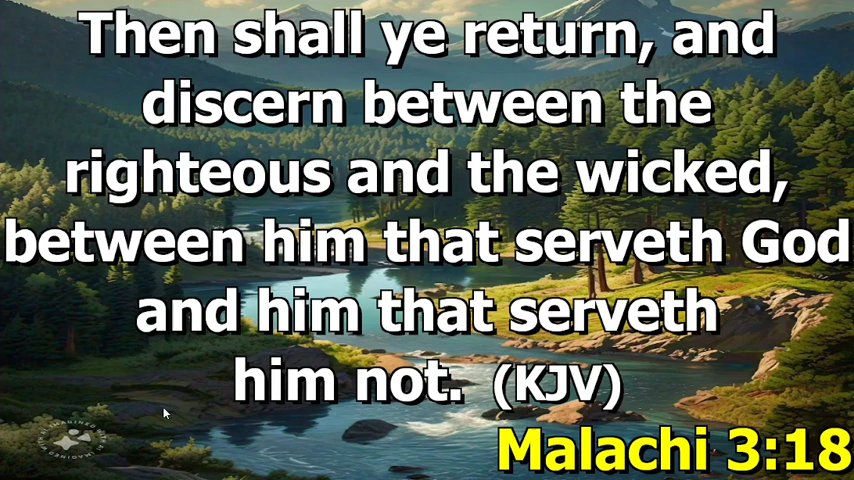 Then shall ye return, and
discern between the
righteous and the wicked,
between him that serveth God
and him that serveth
him not. (KJV)
Malachi 3:18